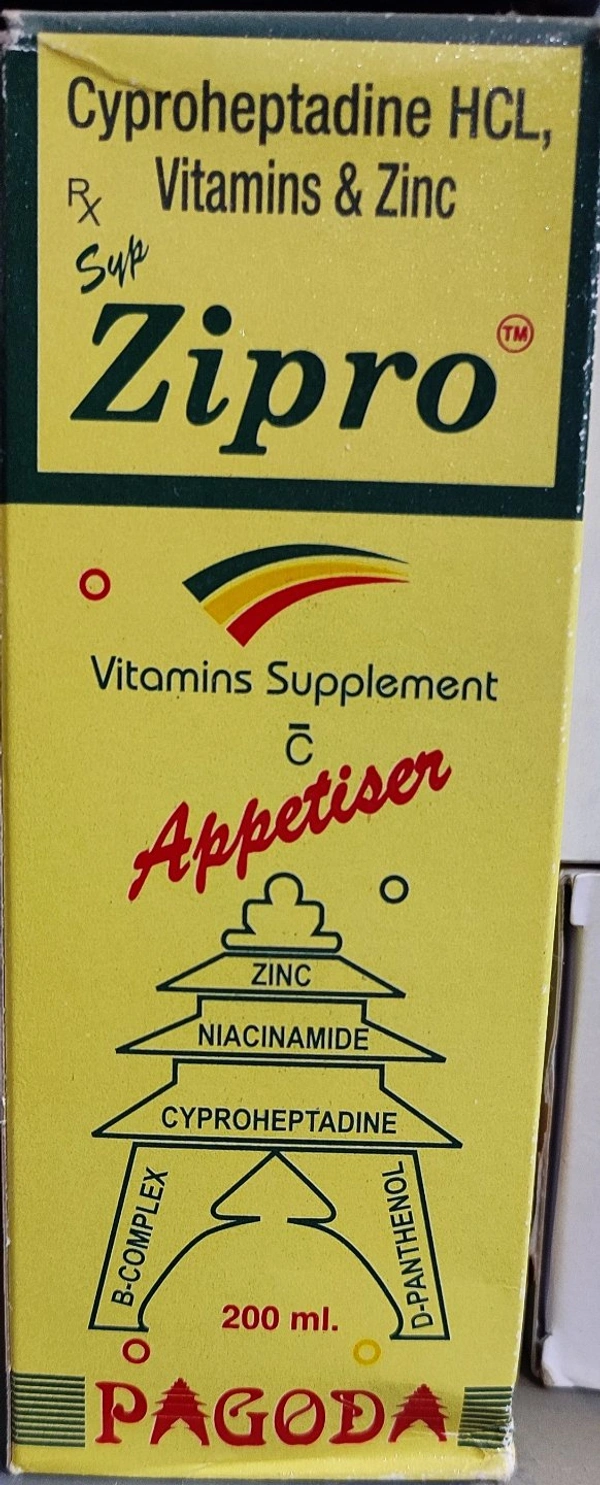 Cyproheptadine HCL,
Vitamins & Zinc
Rx
Syp
Zipro TM
Vitamins Supplement
c̄
Appetiser
ZINC
NIACINAMIDE
CYPROHEPTADINE
B-COMPLEX
D-PANTHENOL
200 ml.
PAGODA